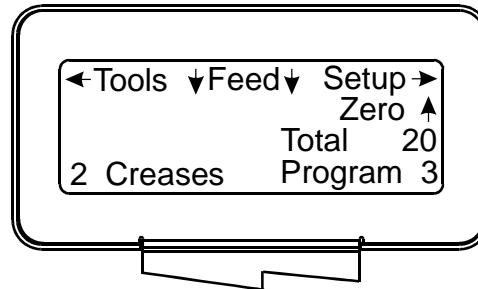 ←Tools ↓Feed↓ Setup→
Zero ↑
Total 20
2 Creases Program 3